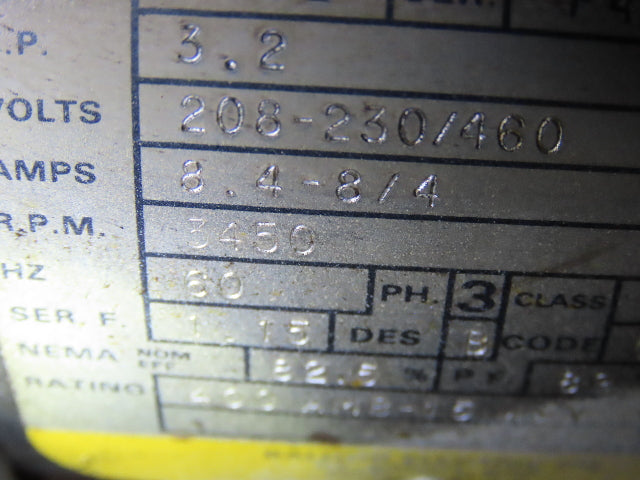 .P. 3.2
VOLTS 208-230/460
AMPS 8.4-8/4
R.P.M. 3450
HZ 60 PH. 3 CLASS
SER. F. 1.15 DES B CODE
NEMA NOM EFF 82.5 % P.F.
RATING